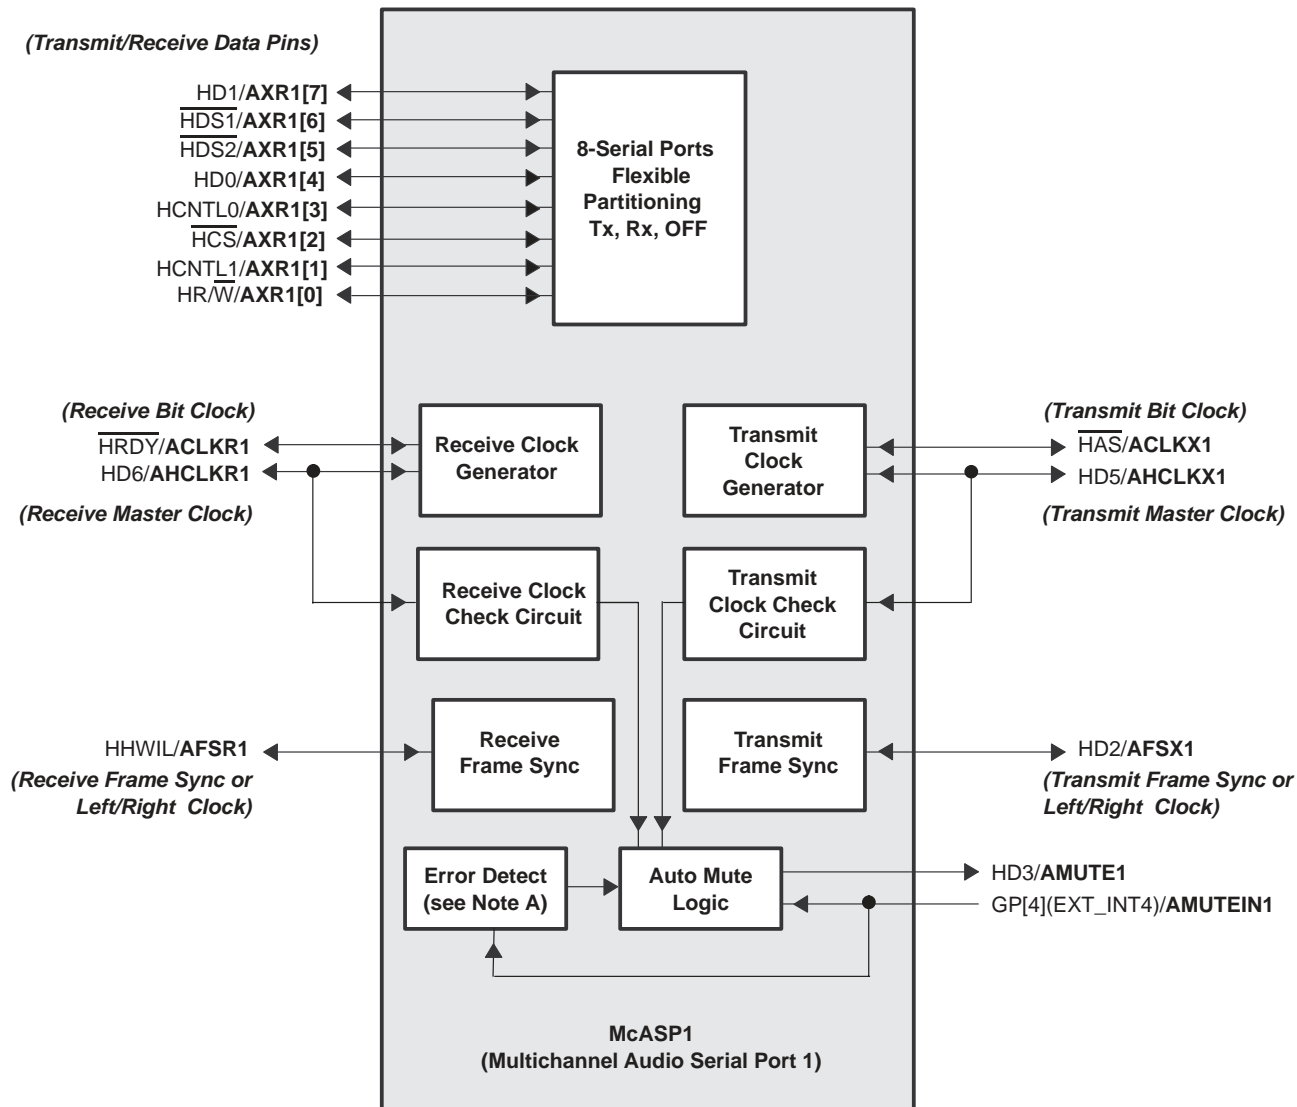 (Transmit/Receive Data Pins)
HD1/AXR1[7]
HDS1/AXR1[6]
HDS2/AXR1[5]
HD0/AXR1[4]
HCNTL0/AXR1[3]
HCS/AXR1[2]
HCNTL1/AXR1[1]
HR/W/AXR1[0]
8-Serial Ports
Flexible
Partitioning
Tx, Rx, OFF
(Receive Bit Clock)
HRDY/ACLKR1
HD6/AHCLKR1
(Receive Master Clock)
Receive Clock
Generator
Transmit
Clock
Generator
(Transmit Bit Clock)
HAS/ACLKX1
HD5/AHCLKX1
(Transmit Master Clock)
Receive Clock
Check Circuit
Transmit
Clock Check
Circuit
HHWIL/AFSR1
(Receive Frame Sync or
Left/Right Clock)
Receive
Frame Sync
Transmit
Frame Sync
HD2/AFSX1
(Transmit Frame Sync or
Left/Right Clock)
Error Detect
(see Note A)
Auto Mute
Logic
HD3/AMUTE1
GP[4](EXT_INT4)/AMUTEIN1
McASP1
(Multichannel Audio Serial Port 1)